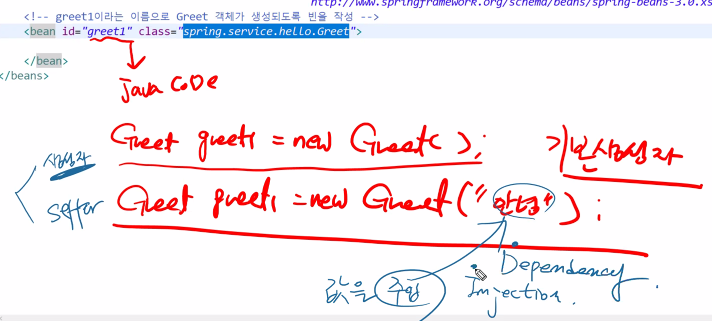 http://www.springframework.org/schema/beans/spring-beans-3.0.xs
<!-- greet1이라는 이름으로 Greet 객체가 생성되도록 빈을 작성 -->
<bean id="greet1" class="spring.service.hello.Greet">
</bean>
</beans>
Java CODe
Greet greet1 = new Greet( );
기본생성자
생성자
Setter
Greet greet1 = new Greet("안녕");
값을 주입
Dependency
Injection.